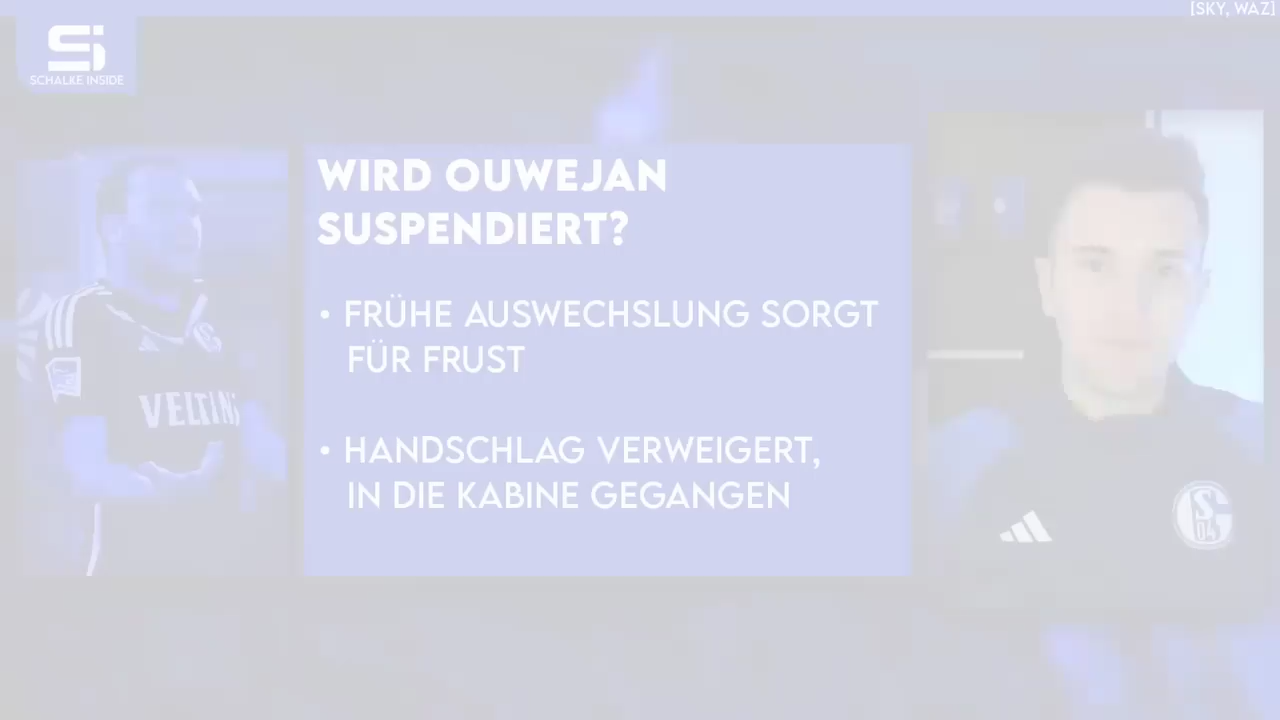 [SKY, WAZ]
SCHALKE INSIDE
WIRD OUWEJAN
SUSPENDIERT?
• FRÜHE AUSWECHSLUNG SORGT
FÜR FRUST
• HANDSCHLAG VERWEIGERT,
IN DIE KABINE GEGANGEN
VELTINS
S04